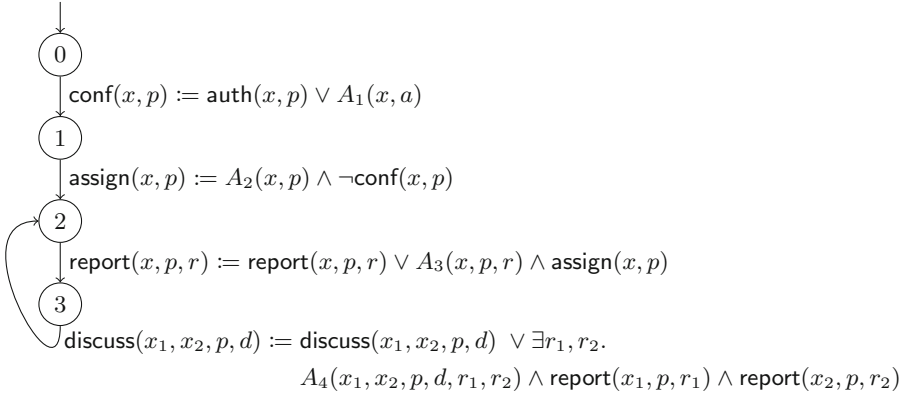 0
conf(x, p) := auth(x, p) ∨ A₁(x, a)
1
assign(x, p) := A₂(x, p) ∧ ¬conf(x, p)
2
report(x, p, r) := report(x, p, r) ∨ A₃(x, p, r) ∧ assign(x, p)
3
discuss(x₁, x₂, p, d) := discuss(x₁, x₂, p, d) ∨ ∃r₁, r₂.
A₄(x₁, x₂, p, d, r₁, r₂) ∧ report(x₁, p, r₁) ∧ report(x₂, p, r₂)